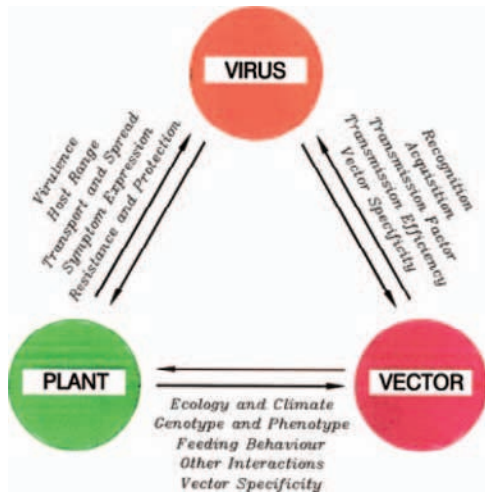 VIRUS
Virulence
Host Range
Transport and Spread
Symptom Expression
Resistance and Protection
Recognition
Acquisition
Transmission Factor
Transmission Efficiency
Vector Specificity
PLANT
VECTOR
Ecology and Climate
Genotype and Phenotype
Feeding Behaviour
Other Interactions
Vector Specificity